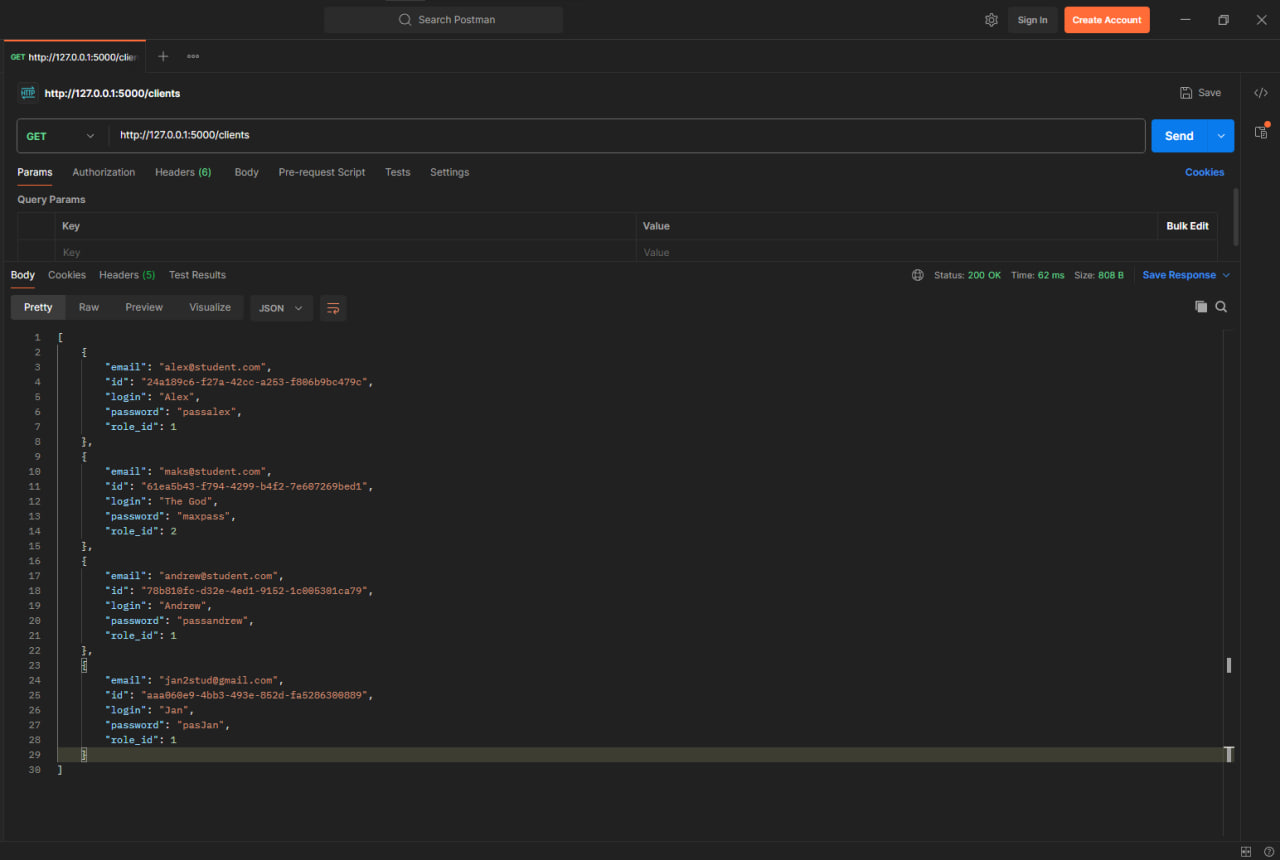 Search Postman
Sign In
Create Account
GET http://127.0.0.1:5000/clie
http://127.0.0.1:5000/clients
Save
GET
http://127.0.0.1:5000/clients
Send
Params Authorization Headers (6) Body Pre-request Script Tests Settings Cookies
Query Params
Key Value Bulk Edit
Key Value
Body Cookies Headers (5) Test Results Status: 200 OK Time: 62 ms Size: 808 B Save Response
Pretty Raw Preview Visualize JSON
1 [
2 {
3 "email": "alex@student.com",
4 "id": "24a189c6-f27a-42cc-a253-f806b9bc479c",
5 "login": "Alex",
6 "password": "passalex",
7 "role_id": 1
8 },
9 {
10 "email": "maks@student.com",
11 "id": "61ea5b43-f794-4299-b4f2-7e607269bed1",
12 "login": "The God",
13 "password": "maxpass",
14 "role_id": 2
15 },
16 {
17 "email": "andrew@student.com",
18 "id": "78b810fc-d32e-4ed1-9152-1c005301ca79",
19 "login": "Andrew",
20 "password": "passandrew",
21 "role_id": 1
22 },
23 {
24 "email": "jan2stud@gmail.com",
25 "id": "aaa060e9-4bb3-493e-852d-fa5286300889",
26 "login": "Jan",
27 "password": "pasJan",
28 "role_id": 1
29 }
30 ]